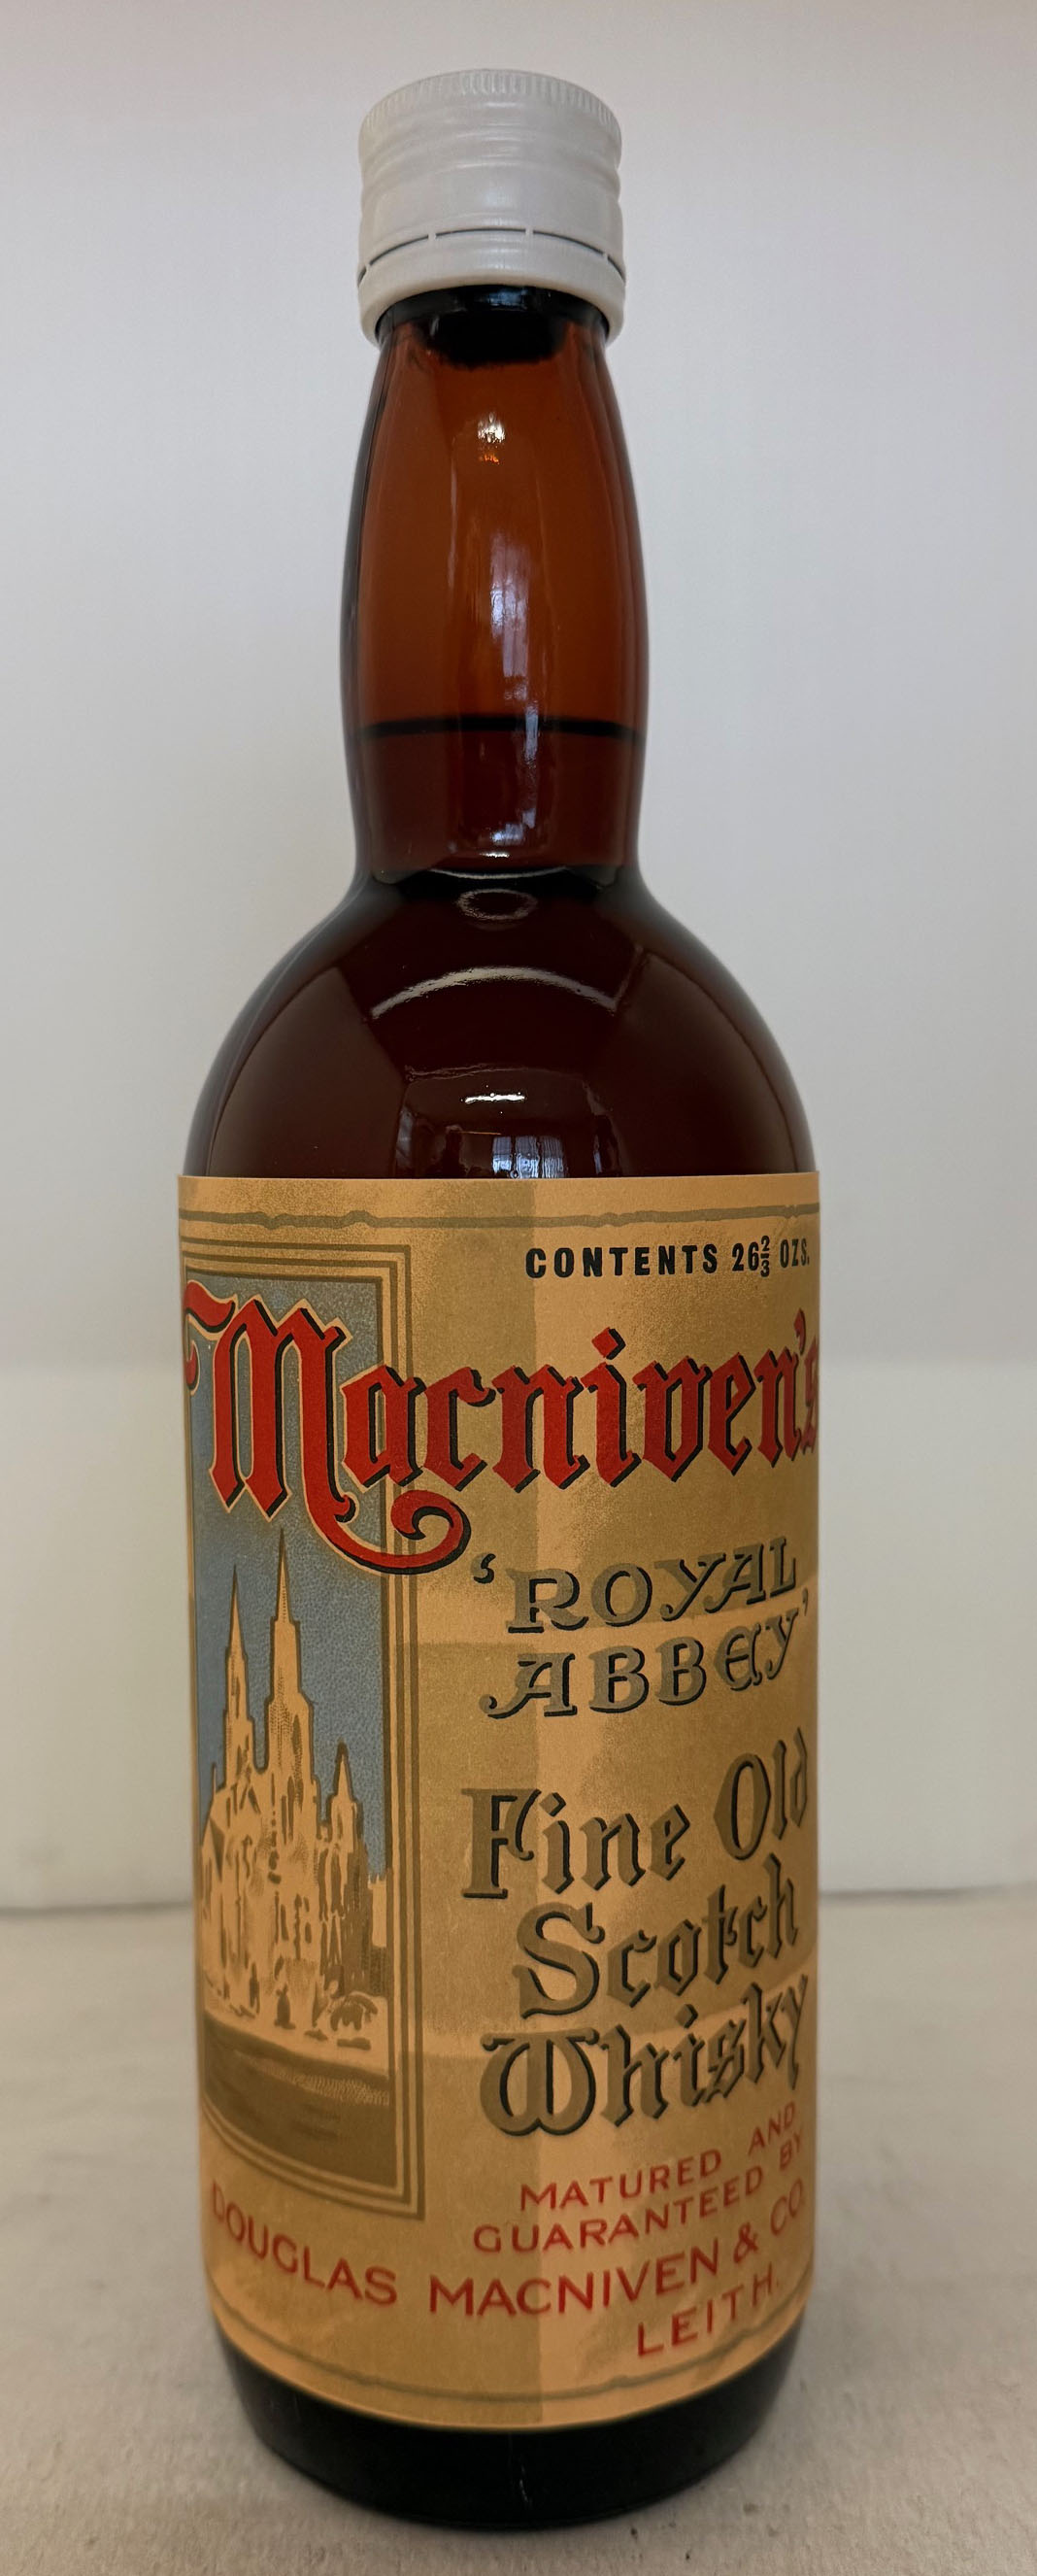 CONTENTS 26⅔ OZS.
Macniven's
'ROYAL
ABBEY'
Fine Old
Scotch
Whisky
MATURED AND
GUARANTEED BY
DOUGLAS MACNIVEN & CO.
LEITH.